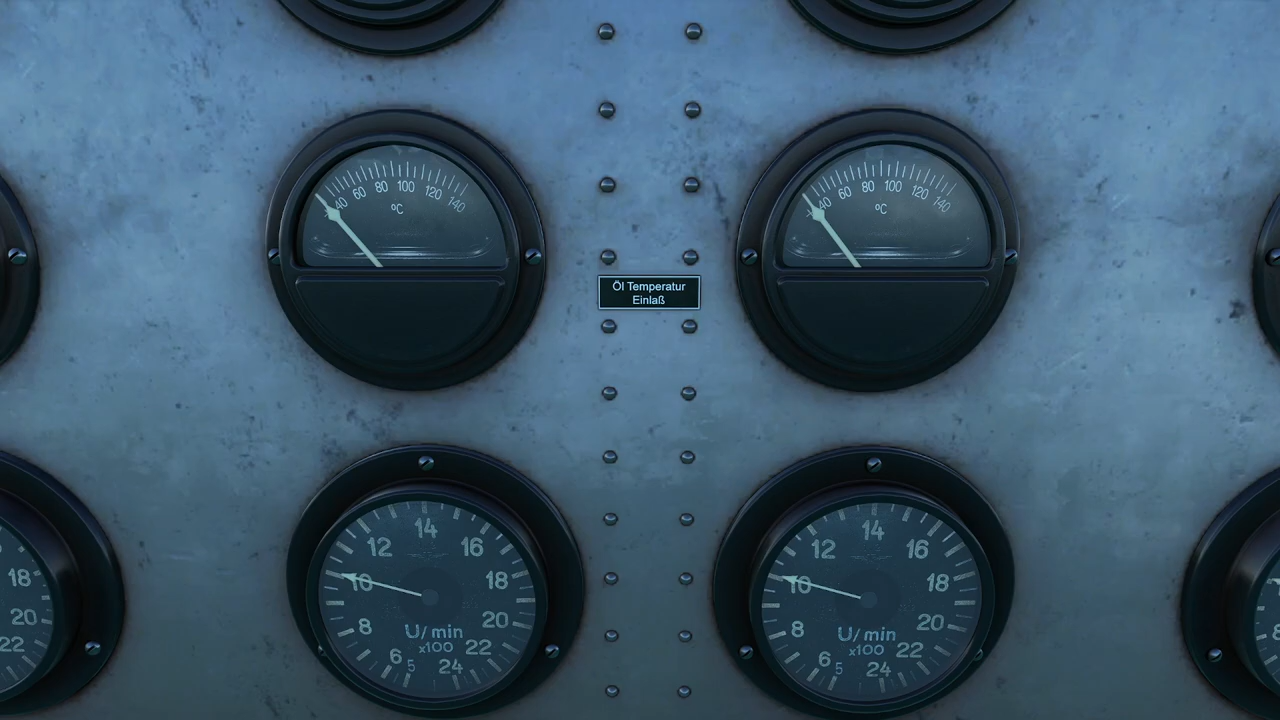 40 60 80 100 120 140
°C
40 60 80 100 120 140
°C
Öl Temperatur
Einlaß
18
20
22
5 6 8 10 12 14 16 18 20 22 24
U/min
x100
5 6 8 10 12 14 16 18 20 22 24
U/min
x100
8